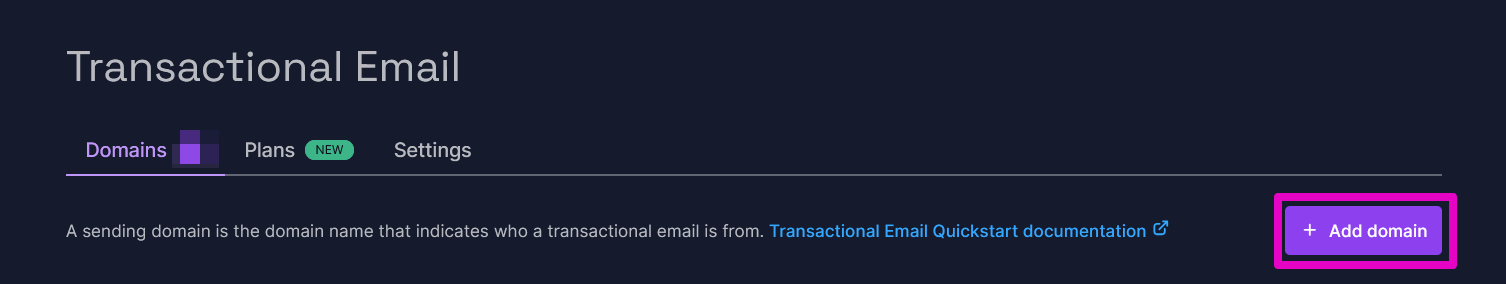 Transactional Email
Domains Plans NEW Settings
A sending domain is the domain name that indicates who a transactional email is from. Transactional Email Quickstart documentation
+ Add domain